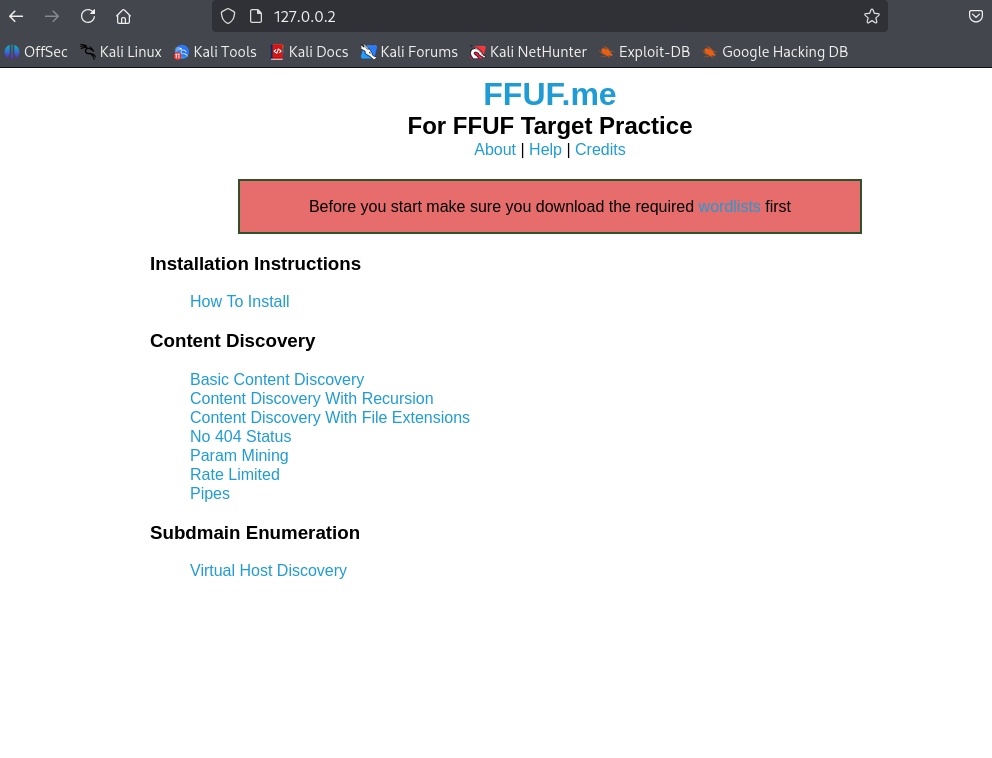 127.0.0.2
OffSec Kali Linux Kali Tools Kali Docs Kali Forums Kali NetHunter Exploit-DB Google Hacking DB
FFUF.me
For FFUF Target Practice
About | Help | Credits
Before you start make sure you download the required wordlists first
Installation Instructions
How To Install
Content Discovery
Basic Content Discovery
Content Discovery With Recursion
Content Discovery With File Extensions
No 404 Status
Param Mining
Rate Limited
Pipes
Subdmain Enumeration
Virtual Host Discovery